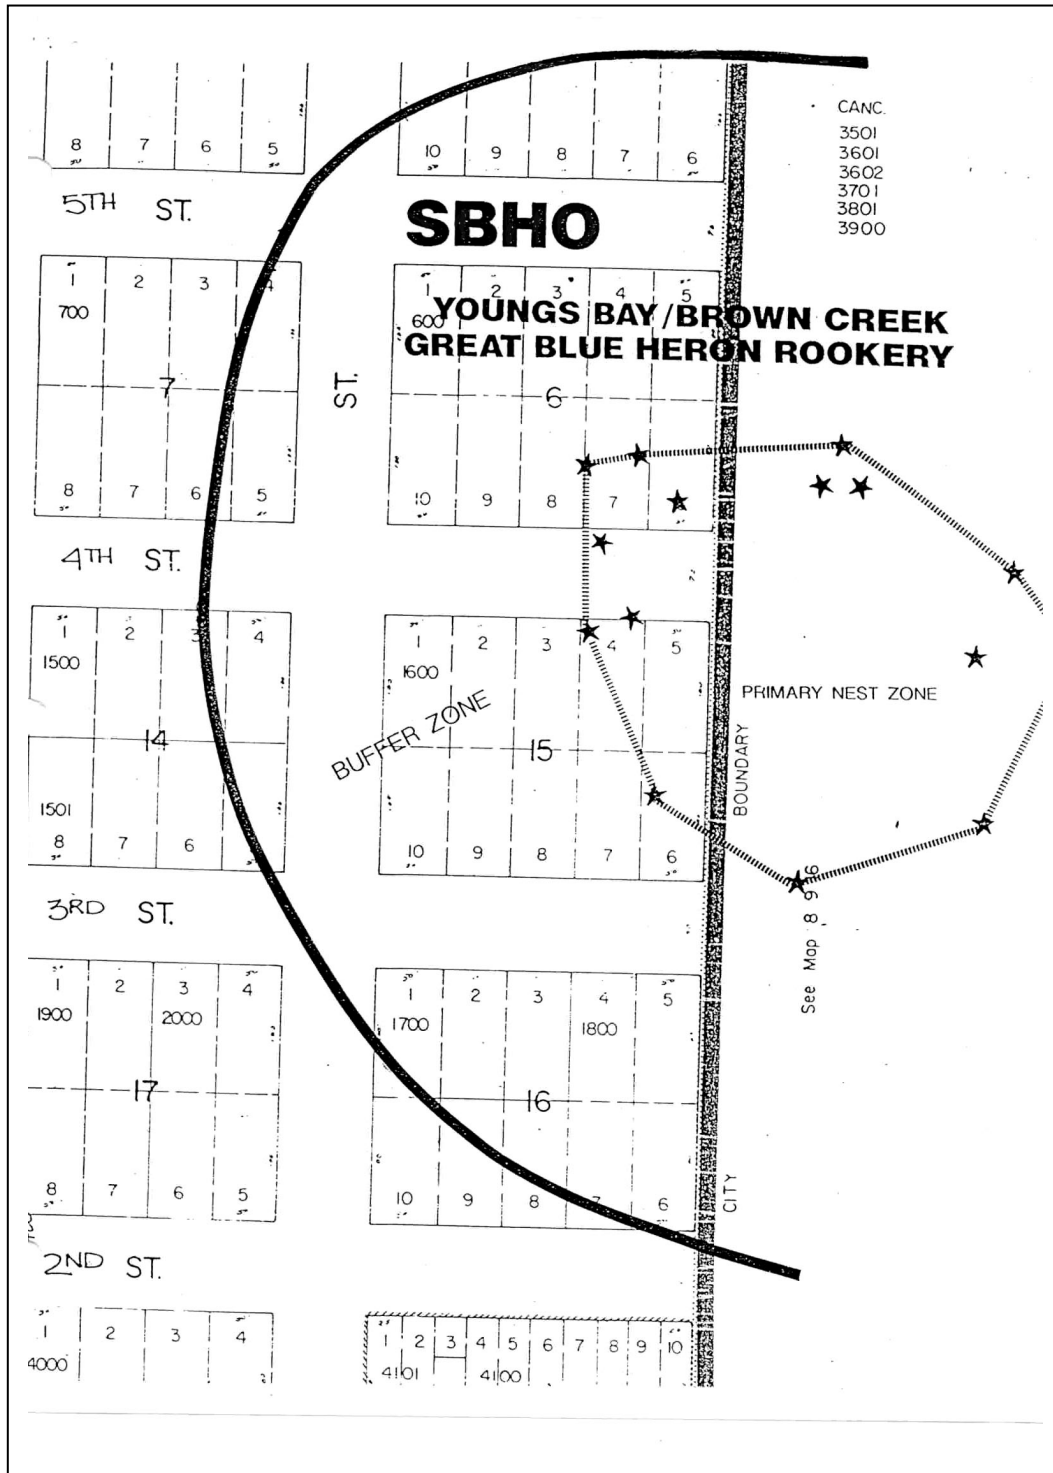 CANC.
3501
3601
3602
3701
3801
3900
8 7 6 5
10 9 8 7 6
5TH ST.
SBHO
1 2 3 4
700
1 2 3 4 5
600
YOUNGS BAY/BROWN CREEK
GREAT BLUE HERON ROOKERY
7
ST.
6
8 7 6 5
10 9 8 7
4TH ST.
1 2 3 4
1500
1 2 3 4 5
1600
PRIMARY NEST ZONE
BUFFER ZONE
14
15
BOUNDARY
1501
8 7 6
10 9 8 7 6
3RD ST.
See Map 8 9 
1 2 3 4
1900 2000
1 2 3 4 5
1700 1800
17
16
8 7 6 5
10 9 8 7 6
CITY
2ND ST.
1 2 3 4
4000
1 2 3 4 5 6 7 8 9 10
4101 4100